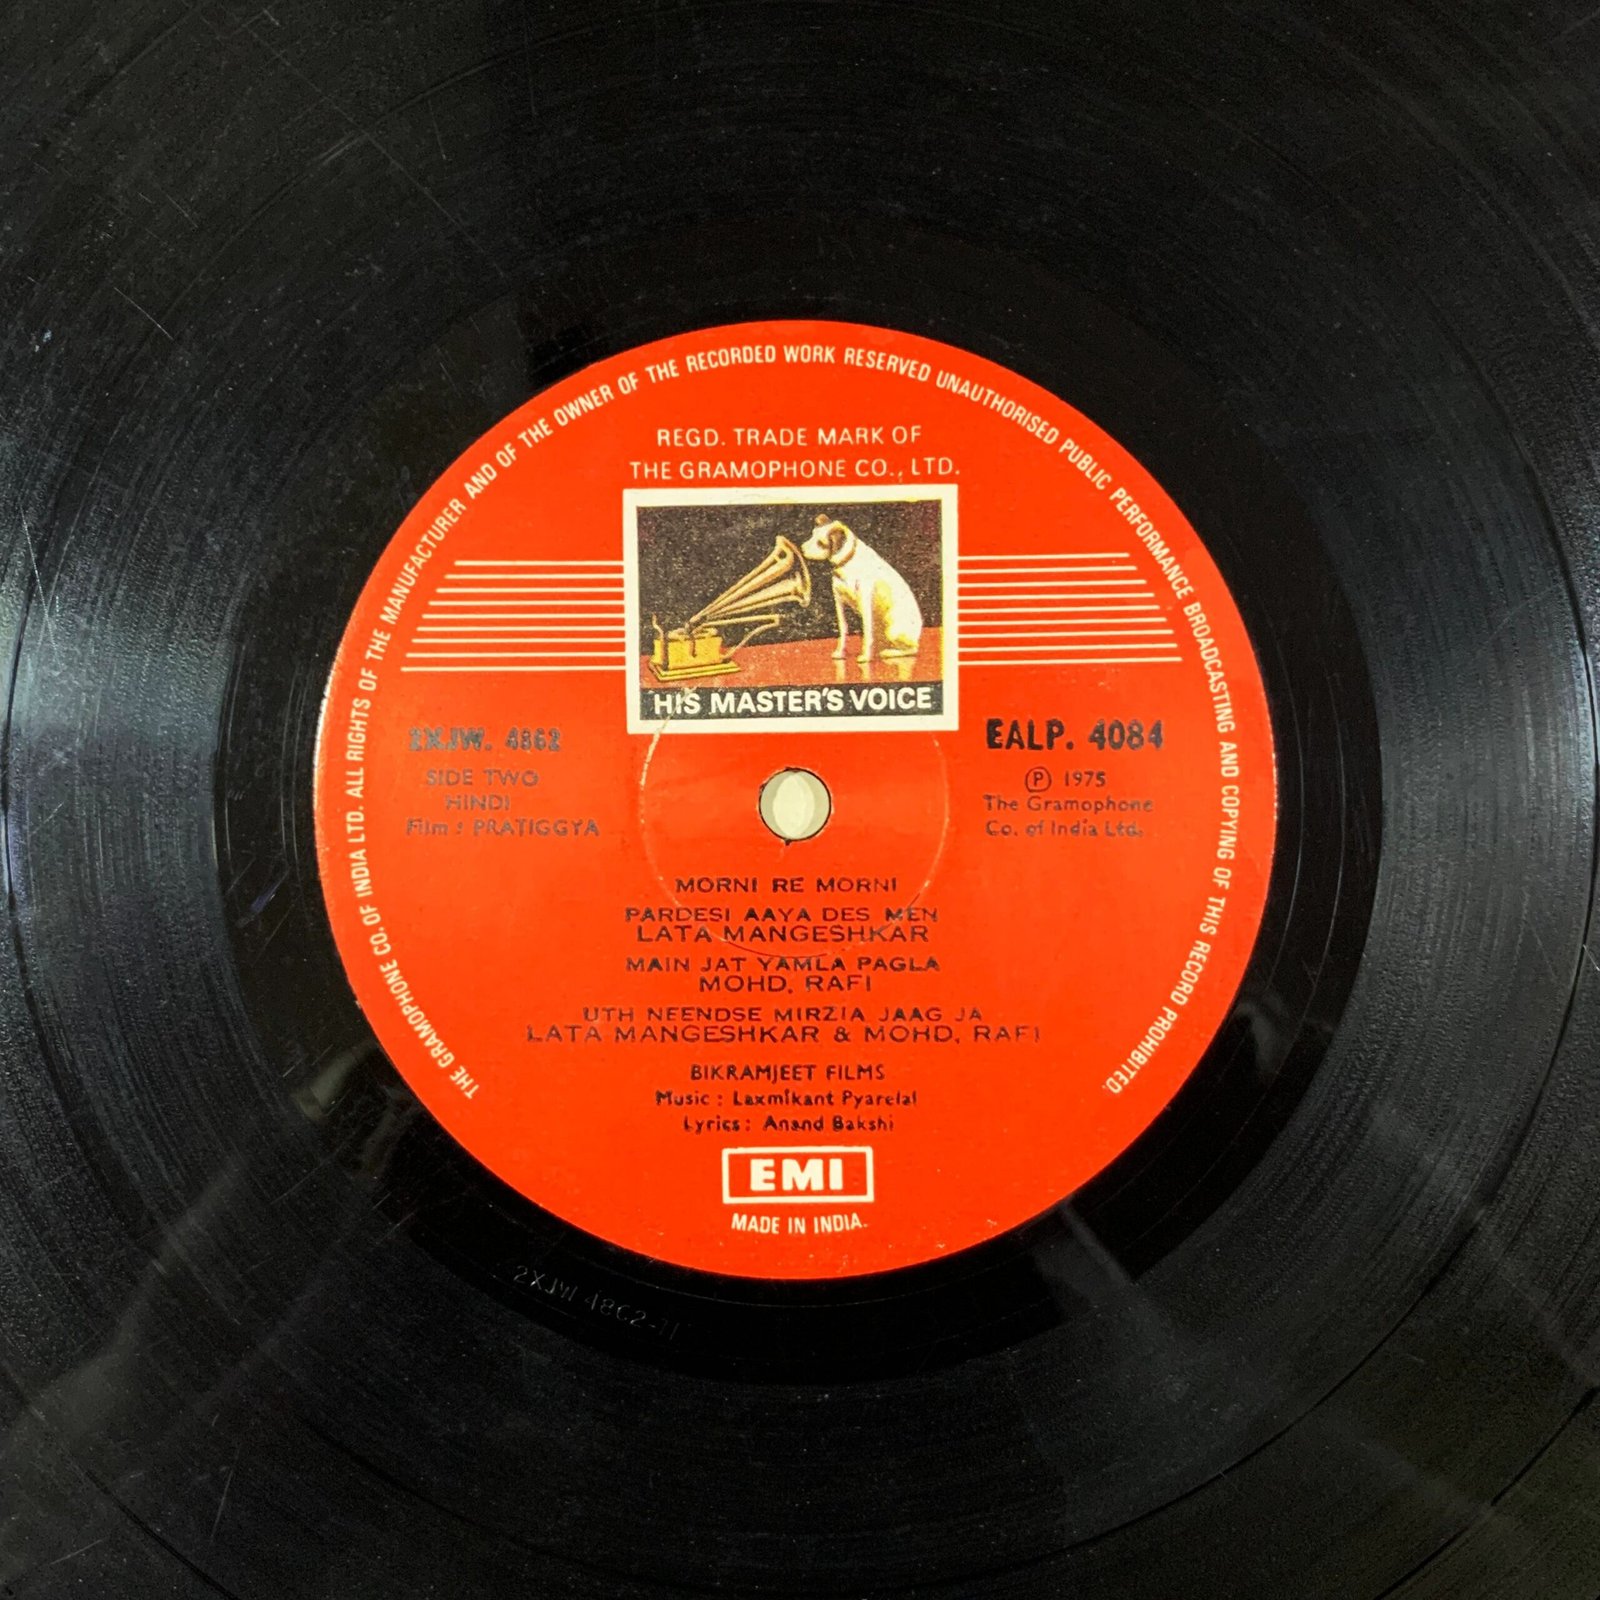 THE GRAMOPHONE CO. OF INDIA LTD. ALL RIGHTS OF THE MANUFACTURER AND OF THE OWNER OF THE RECORDED WORK RESERVED UNAUTHORISED PUBLIC PERFORMANCE BROADCASTING AND COPYING OF THIS RECORD PROHIBITED.
REGD. TRADE MARK OF
THE GRAMOPHONE CO., LTD.
HIS MASTER'S VOICE
2XJW. 4862
SIDE TWO
HINDI
Film : PRATIGGYA
EALP. 4084
Ⓟ 1975
The Gramophone
Co. of India Ltd.
MORNI RE MORNI
PARDESI AAYA DES MEN
LATA MANGESHKAR
MAIN JAT YAMLA PAGLA
MOHD. RAFI
UTH NEENDSE MIRZIA JAAG JA
LATA MANGESHKAR & MOHD. RAFI
BIKRAMJEET FILMS
Music : Laxmikant Pyarelal
Lyrics : Anand Bakshi
EMI
MADE IN INDIA.
2XJW 4862-